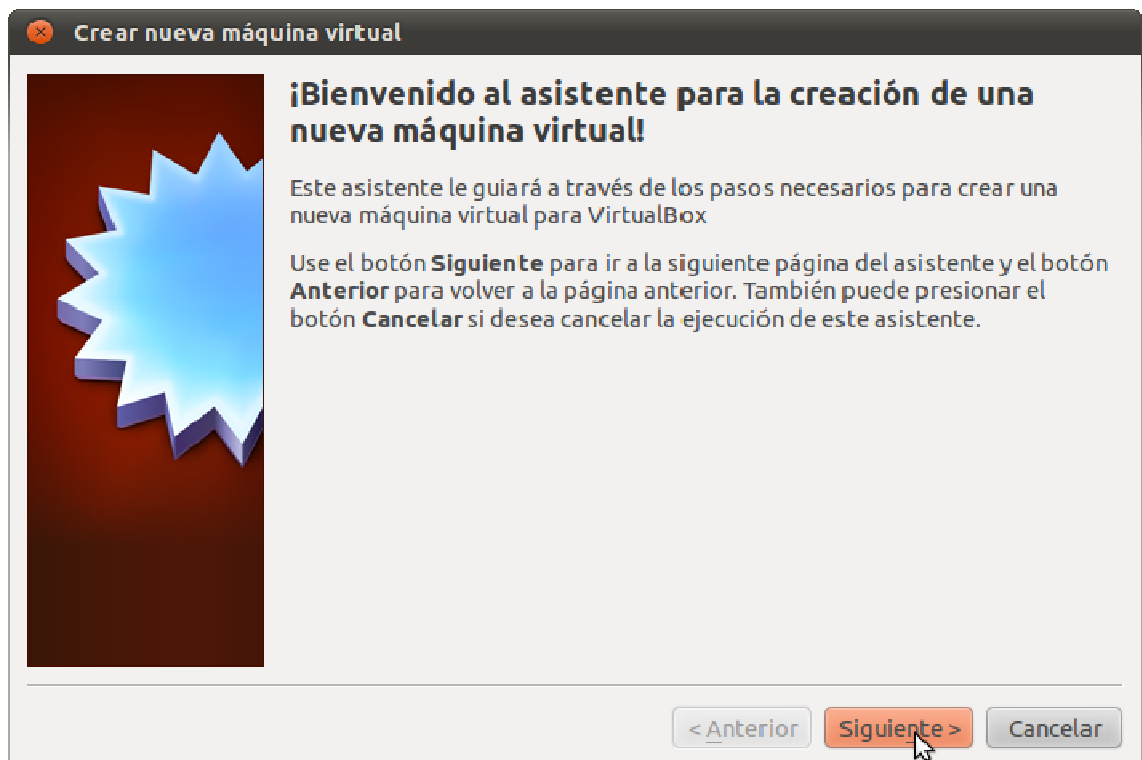 Crear nueva máquina virtual
¡Bienvenido al asistente para la creación de una
nueva máquina virtual!
Este asistente le guiará a través de los pasos necesarios para crear una
nueva máquina virtual para VirtualBox
Use el botón Siguiente para ir a la siguiente página del asistente y el botón
Anterior para volver a la página anterior. También puede presionar el
botón Cancelar si desea cancelar la ejecución de este asistente.
< Anterior Siguiente > Cancelar